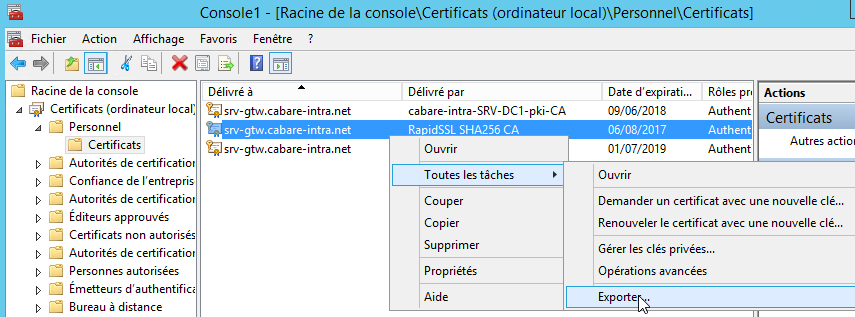 Console1 - [Racine de la console\Certificats (ordinateur local)\Personnel\Certificats]
Fichier Action Affichage Favoris Fenêtre ?
Racine de la console
Certificats (ordinateur local)
Personnel
Certificats
Autorités de certification
Confiance de l'entrepris
Autorités de certification
Éditeurs approuvés
Certificats non autorisés
Autorités de certification
Personnes autorisées
Émetteurs d'authentifica
Bureau à distance
Délivré à Délivré par Date d'expirati... Rôles pr
srv-gtw.cabare-intra.net cabare-intra-SRV-DC1-pki-CA 09/06/2018 Authent
srv-gtw.cabare-intra.net RapidSSL SHA256 CA 06/08/2017 Authent
srv-gtw.cabare-intra.net 01/07/2019 Authent
Ouvrir
Toutes les tâches
Couper
Copier
Supprimer
Propriétés
Aide
Ouvrir
Demander un certificat avec une nouvelle clé...
Renouveler le certificat avec une nouvelle clé...
Gérer les clés privées...
Opérations avancées
Exporter...
Actions
Certificats
Autres action